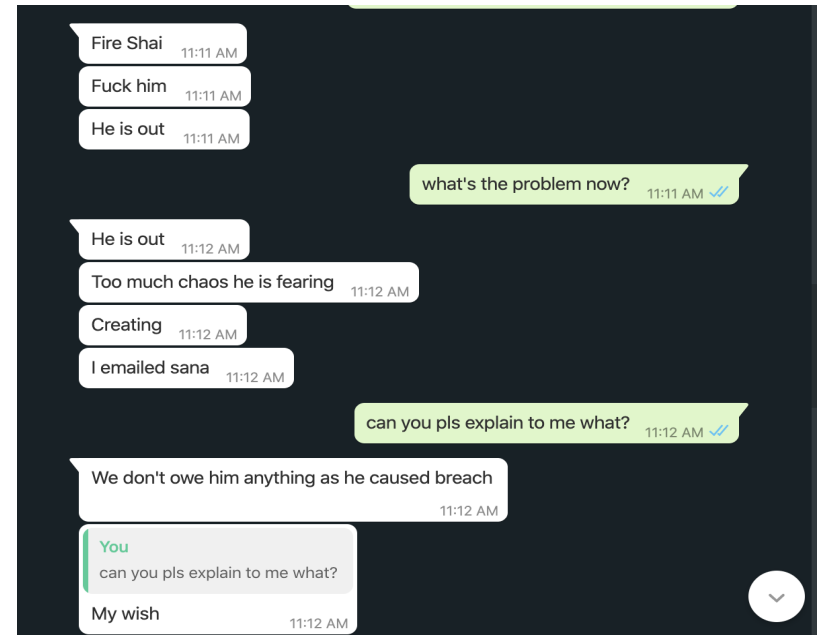 Fire Shai 11:11 AM
Fuck him 11:11 AM
He is out 11:11 AM
what's the problem now? 11:11 AM
He is out 11:12 AM
Too much chaos he is fearing 11:12 AM
Creating 11:12 AM
I emailed sana 11:12 AM
can you pls explain to me what? 11:12 AM
We don't owe him anything as he caused breach
11:12 AM
You
can you pls explain to me what?
My wish 11:12 AM